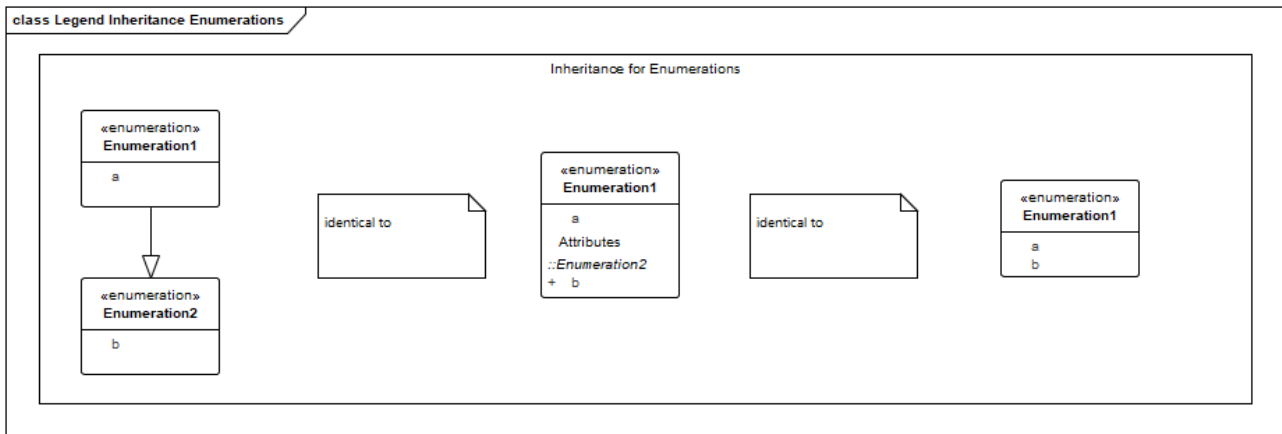 class Legend Inheritance Enumerations
Inheritance for Enumerations
«enumeration»
Enumeration1
a
«enumeration»
Enumeration2
b
identical to
«enumeration»
Enumeration1
a
Attributes
::Enumeration2
+ b
identical to
«enumeration»
Enumeration1
a
b